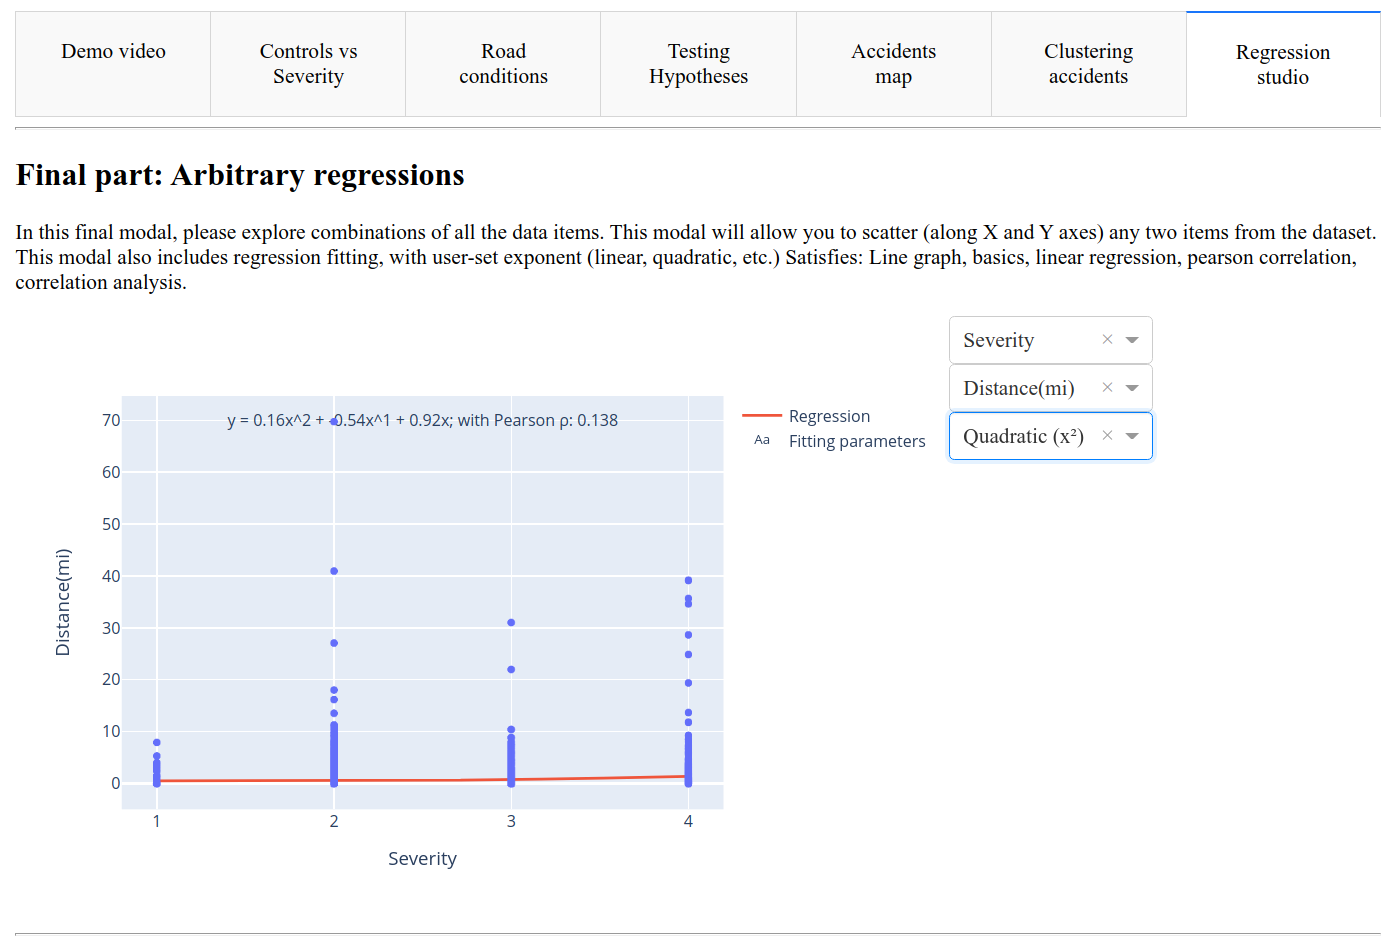 Demo video
Controls vs
Severity
Road
conditions
Testing
Hypotheses
Accidents
map
Clustering
accidents
Regression
studio
Final part: Arbitrary regressions
In this final modal, please explore combinations of all the data items. This modal will allow you to scatter (along X and Y axes) any two items from the dataset.
This modal also includes regression fitting, with user-set exponent (linear, quadratic, etc.) Satisfies: Line graph, basics, linear regression, pearson correlation,
correlation analysis.
Severity
Distance(mi)
Quadratic (x²)
y = 0.16x^2 + -0.54x^1 + 0.92x; with Pearson ρ: 0.138
Regression
Aa Fitting parameters
70
60
50
40
30
20
10
0
Distance(mi)
1 2 3 4
Severity